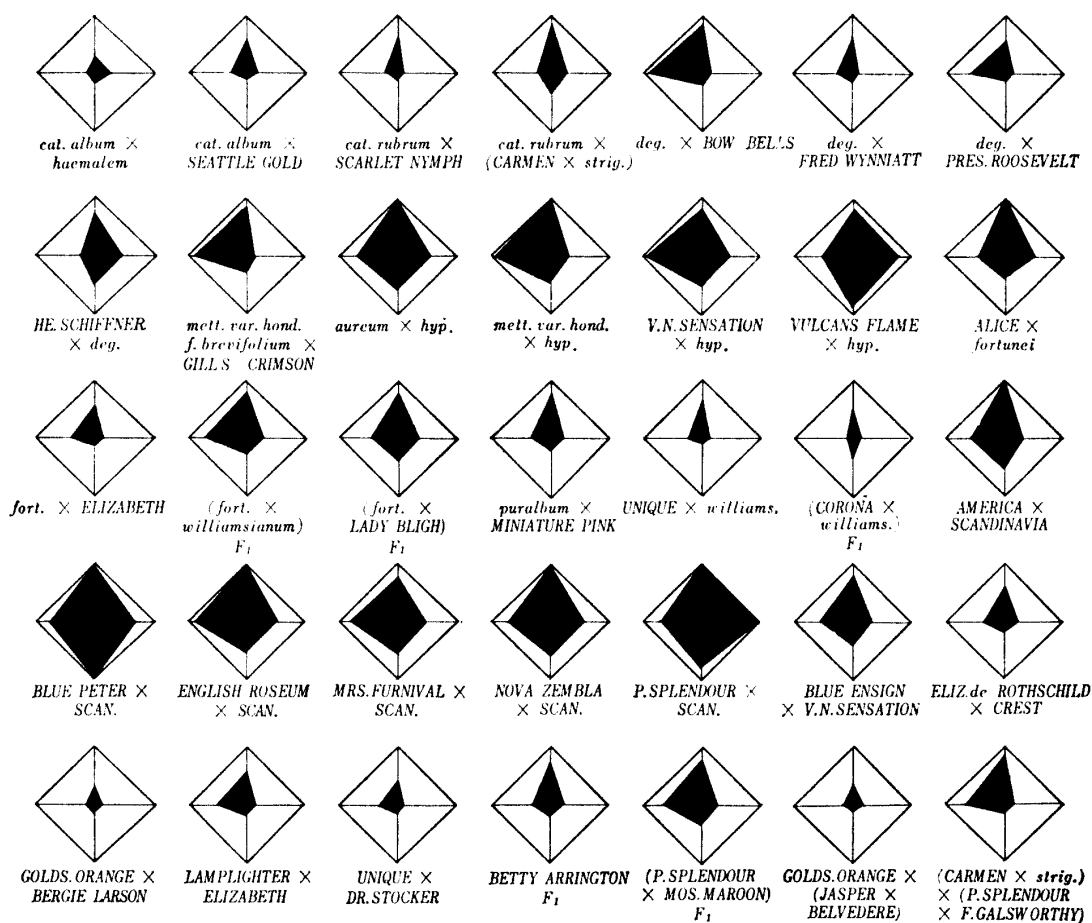 cat. album ×
haemalem
cat. album ×
SEATTLE GOLD
cat. rubrum ×
SCARLET NYMPH
cat. rubrum ×
(CARMEN × strig.)
deg. × BOW BELLS
deg. ×
FRED WYNNIATT
deg. ×
PRES. ROOSEVELT
HE. SCHIFFNER
× deg.
mett. var. hond.
f. brevifolium ×
GILLS CRIMSON
aureum × hyp.
mett. var. hond.
× hyp.
V.N. SENSATION
× hyp.
VULCANS FLAME
× hyp.
ALICE ×
fortunei
fort. × ELIZABETH
(fort. ×
williamsianum)
F1
(fort. ×
LADY BLIGH)
F1
puralbum ×
MINIATURE PINK
UNIQUE × williams.
(CORONA ×
williams.)
F1
AMERICA ×
SCANDINAVIA
BLUE PETER ×
SCAN.
ENGLISH ROSEUM
× SCAN.
MRS. FURNIVAL ×
SCAN.
NOVA ZEMBLA
× SCAN.
P. SPLENDOUR ×
SCAN.
BLUE ENSIGN
× V.N. SENSATION
ELIZ. de ROTHSCHILD
× CREST
GOLDS. ORANGE ×
BERGIE LARSON
LAMPLIGHTER ×
ELIZABETH
UNIQUE ×
DR. STOCKER
BETTY ARRINGTON
F1
(P. SPLENDOUR
× MOS. MAROON)
F1
GOLDS. ORANGE ×
(JASPER ×
BELVEDERE)
(CARMEN × strig.)
× (P. SPLENDOUR
× F. GALSWORTHY)